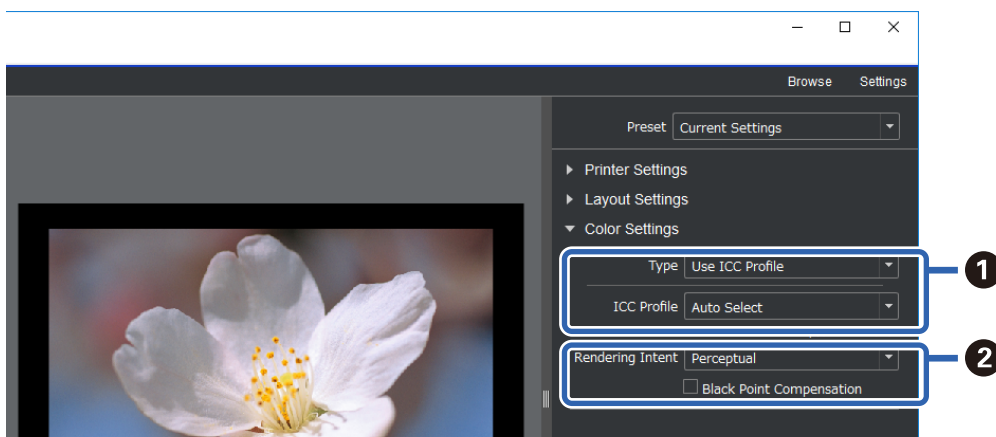 Browse Settings
Preset Current Settings
Printer Settings
Layout Settings
Color Settings
Type Use ICC Profile
1
ICC Profile Auto Select
Rendering Intent Perceptual
2
Black Point Compensation